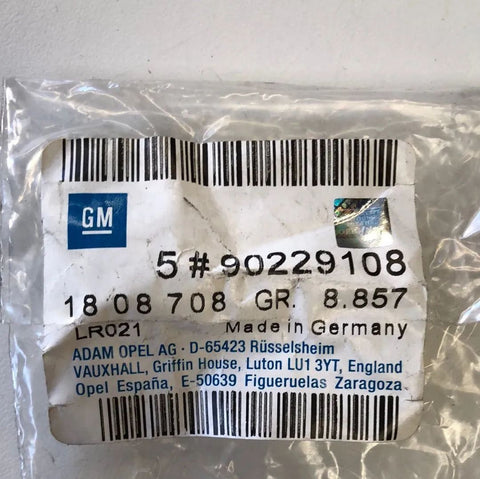 GM
5#90229108
18 08 708 GR. 8.857
LR021 Made in Germany
ADAM OPEL AG · D-65423 Rüsselsheim
VAUXHALL, Griffin House, Luton LU1 3YT, England
Opel España, E-50639 Figueruelas Zaragoza